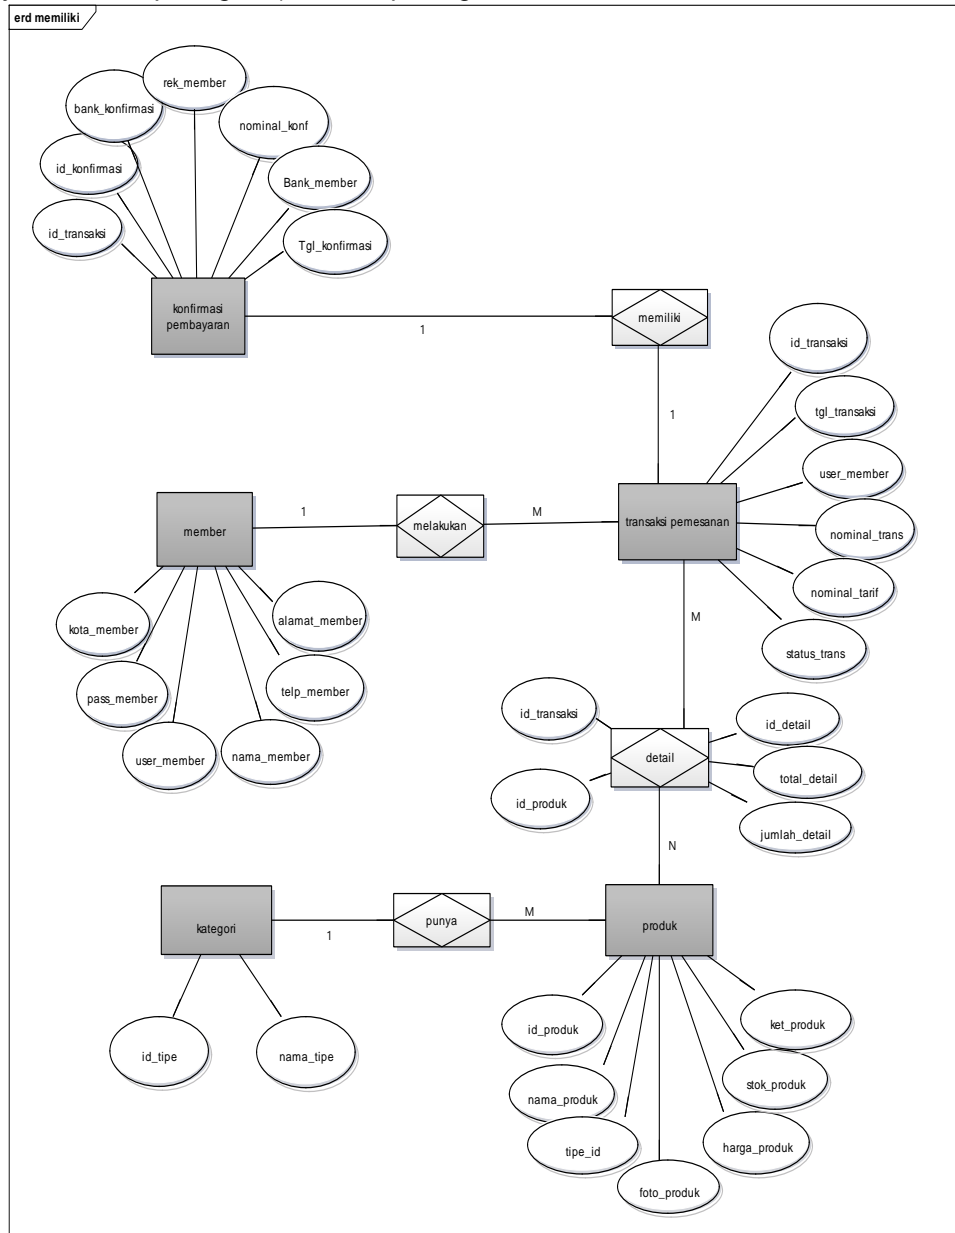 erd memiliki
rek_member
bank_konfirmasi
nominal_konf
id_konfirmasi
Bank_member
id_transaksi
Tgl_konfirmasi
konfirmasi
pembayaran
1
memiliki
id_transaksi
1
tgl_transaksi
user_member
member
1
melakukan
M
transaksi pemesanan
nominal_trans
nominal_tarif
alamat_member
kota_member
M
status_trans
telp_member
pass_member
id_transaksi
id_detail
user_member
nama_member
detail
total_detail
id_produk
jumlah_detail
N
kategori
1
punya
M
produk
id_produk
ket_produk
id_tipe
nama_tipe
stok_produk
nama_produk
tipe_id
harga_produk
foto_produk